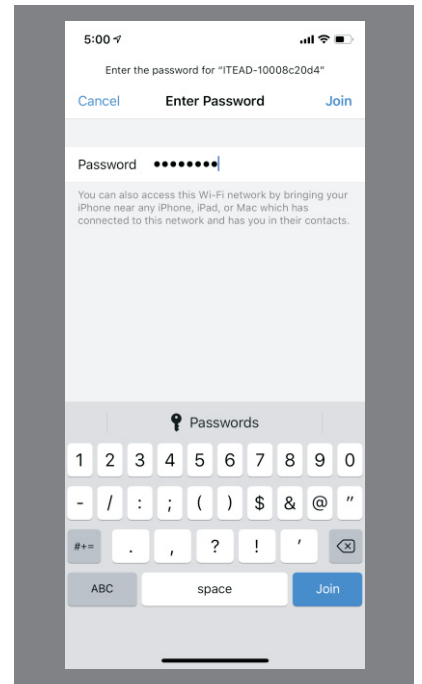 5:00
Enter the password for "ITEAD-10008c20d4"
Cancel Enter Password Join
Password ••••••••
You can also access this Wi-Fi network by bringing your
iPhone near any iPhone, iPad, or Mac which has
connected to this network and has you in their contacts.
Passwords
1 2 3 4 5 6 7 8 9 0
- / : ; ( ) $ & @ "
#+= . , ? ! '
ABC space Join